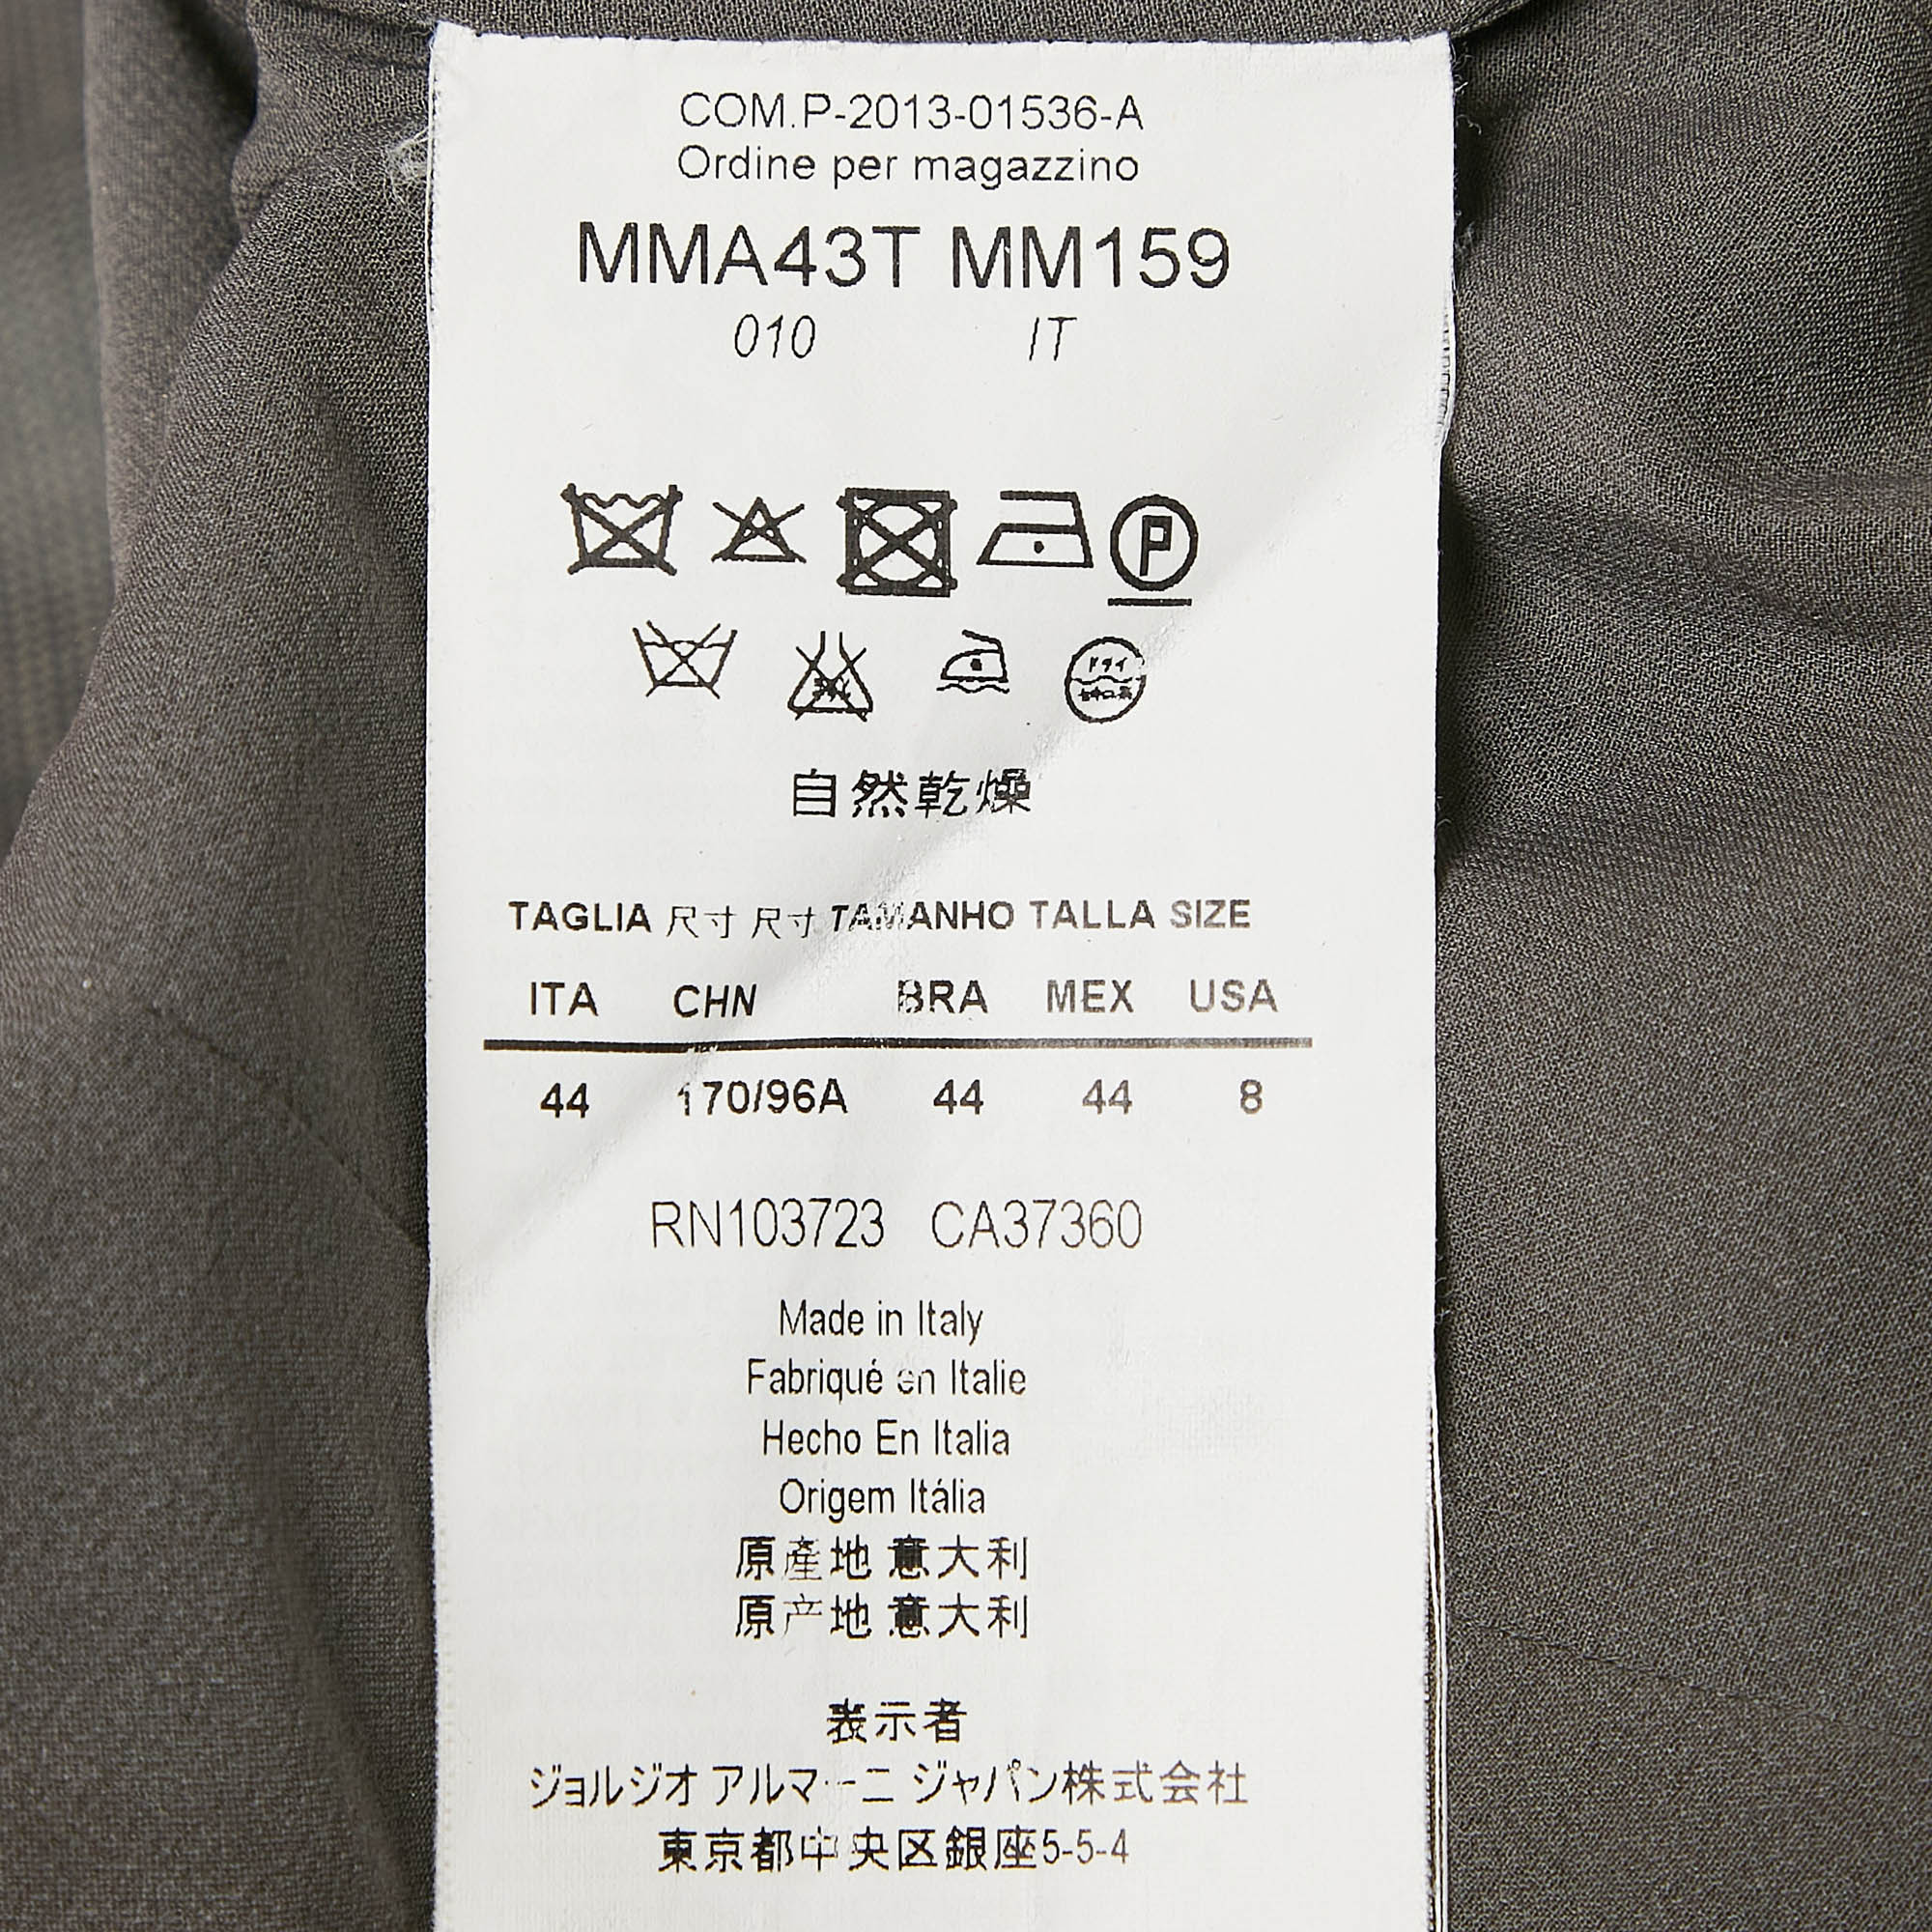 COM.P-2013-01536-A
Ordine per magazzino
MMA43T MM159
010 IT
P
ドライ
自然乾燥
TAGLIA 尺寸 尺寸 TAMANHO TALLA SIZE
ITA CHN BRA MEX USA
44 170/96A 44 44 8
RN103723 CA37360
Made in Italy
Fabriqué en Italie
Hecho En Italia
Origem Itália
原產地 意大利
原产地 意大利
表示者
ジョルジオ アルマーニ ジャパン株式会社
東京都中央区銀座5-5-4